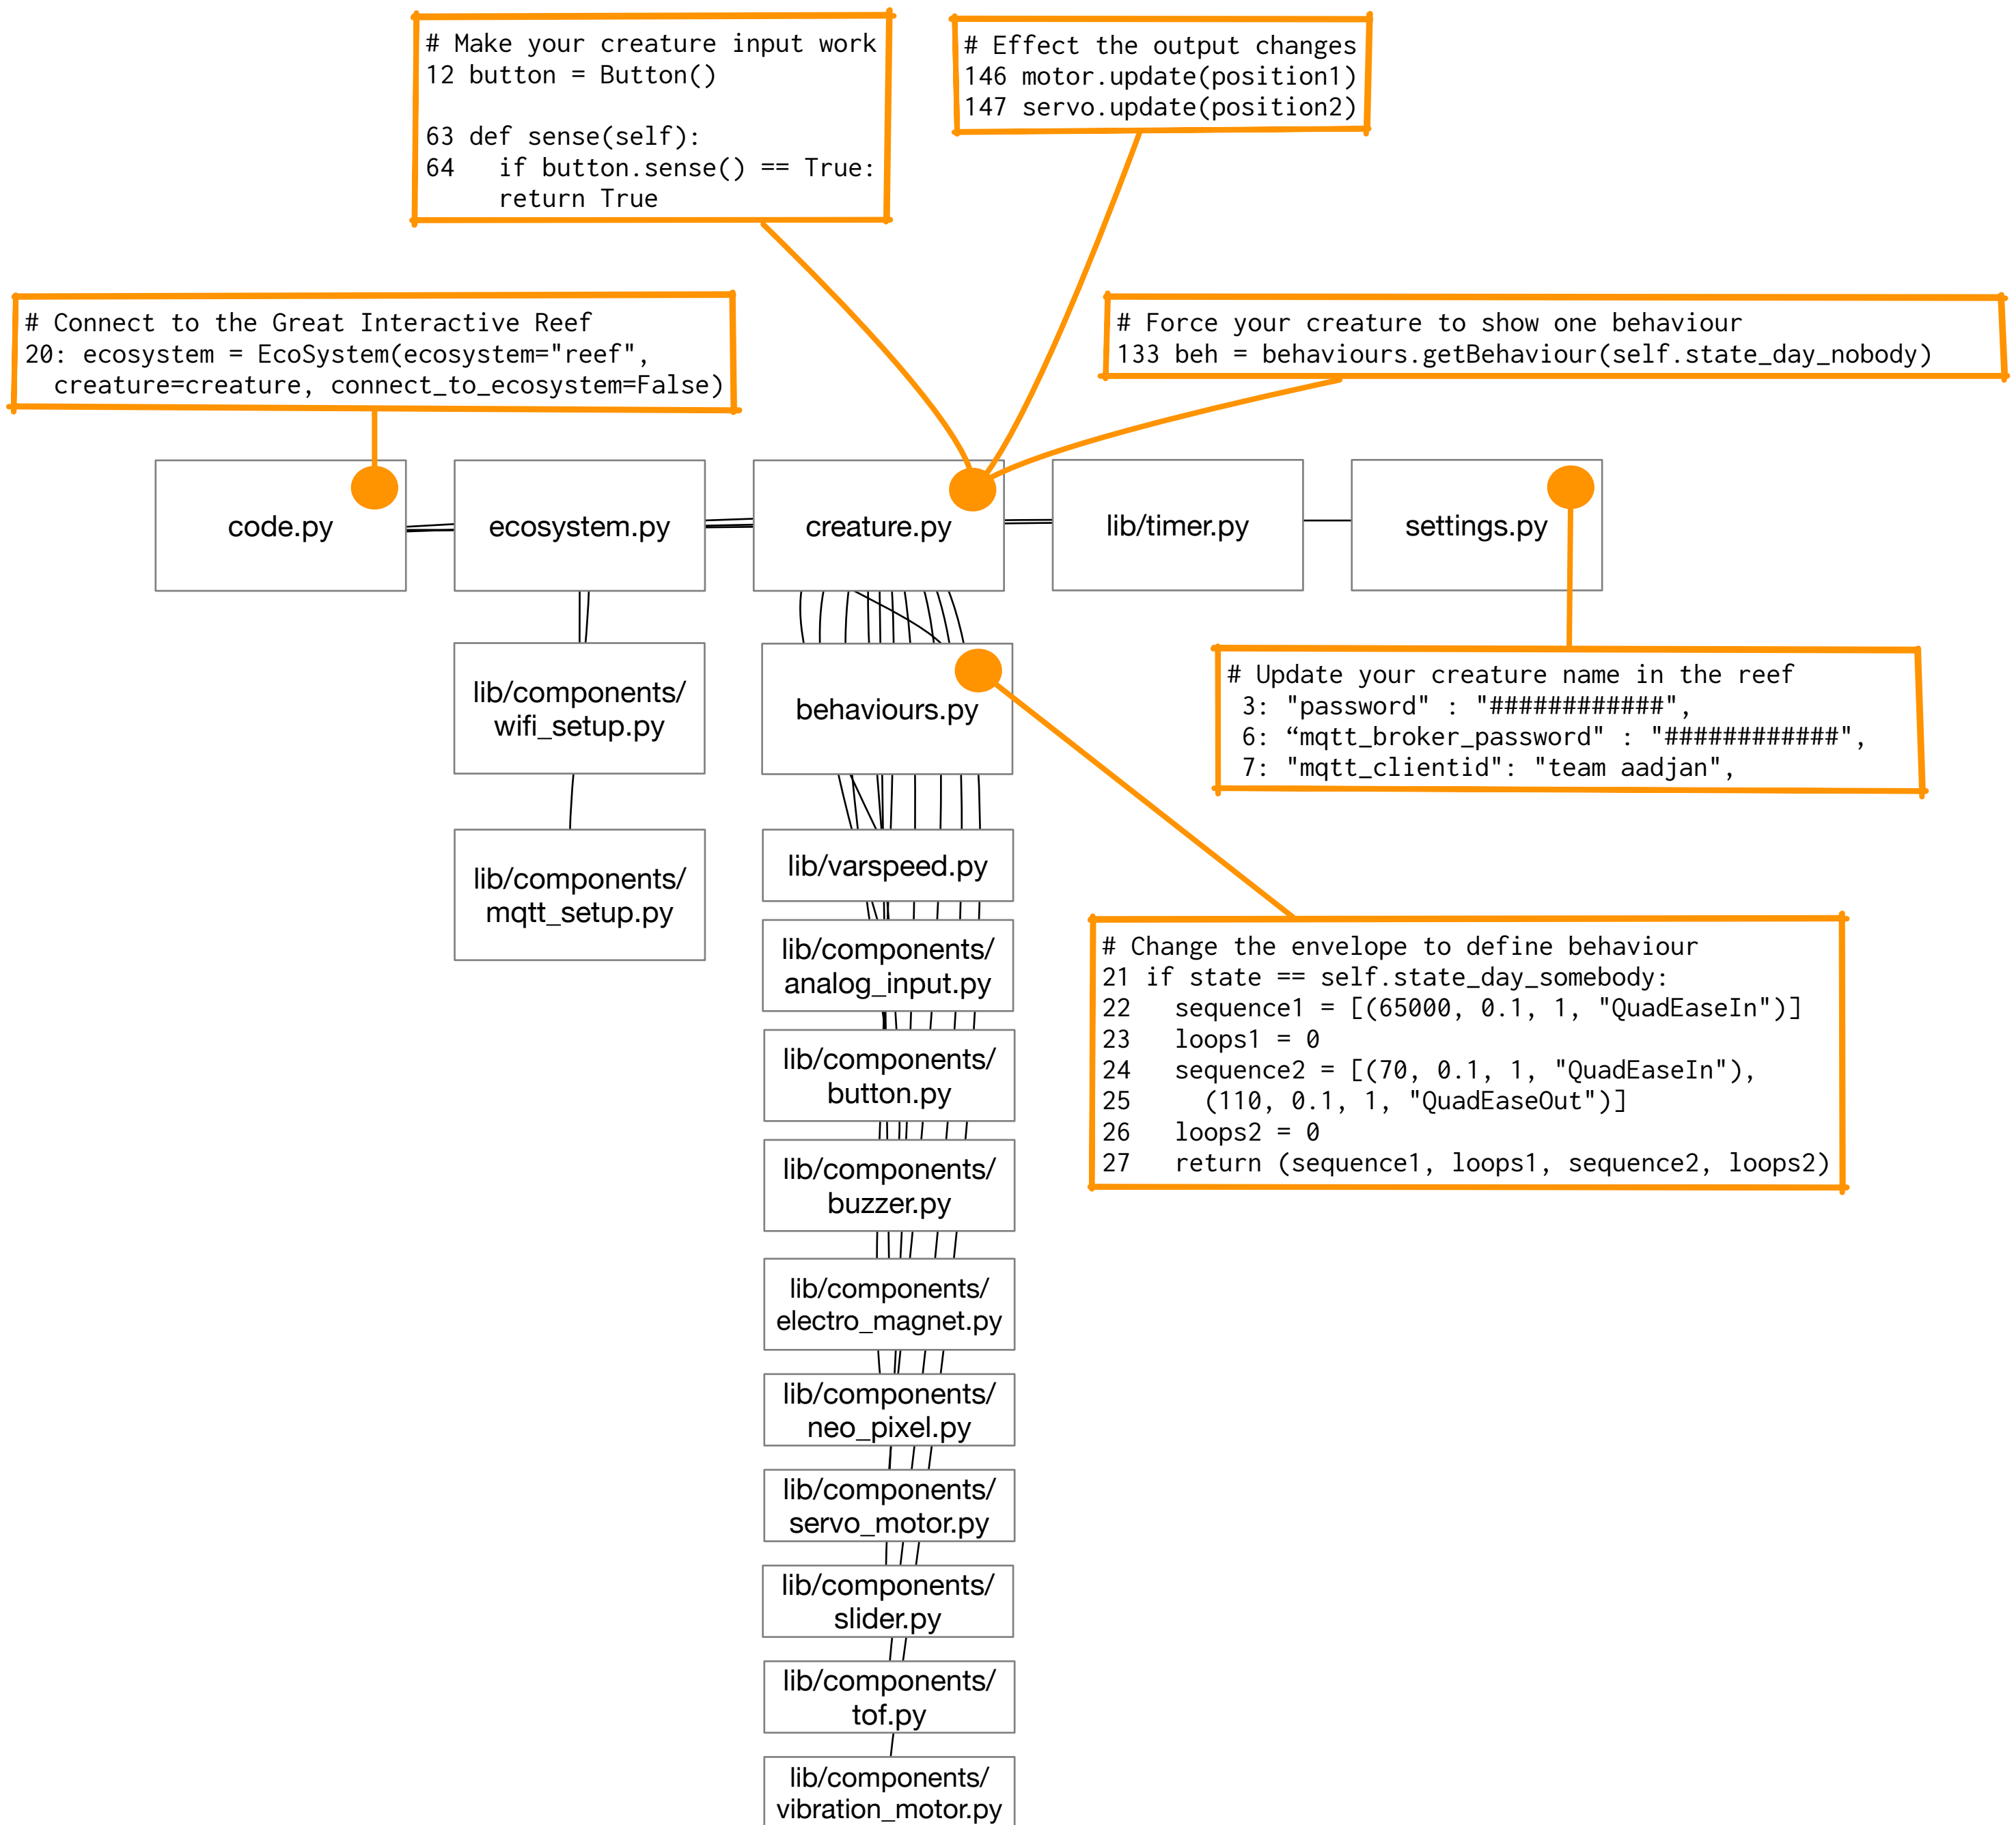 # Make your creature input work
12 button = Button()
63 def sense(self):
64   if button.sense() == True:
     return True
# Effect the output changes
146 motor.update(position1)
147 servo.update(position2)
# Connect to the Great Interactive Reef
20: ecosystem = EcoSystem(ecosystem="reef",
  creature=creature, connect_to_ecosystem=False)
# Force your creature to show one behaviour
133 beh = behaviours.getBehaviour(self.state_day_nobody)
code.py
ecosystem.py
creature.py
lib/timer.py
settings.py
lib/components/
wifi_setup.py
behaviours.py
# Update your creature name in the reef
 3: "password" : "############",
 6: “mqtt_broker_password" : "############",
 7: "mqtt_clientid": "team aadjan",
lib/components/
mqtt_setup.py
lib/varspeed.py
lib/components/
analog_input.py
# Change the envelope to define behaviour
21 if state == self.state_day_somebody:
22   sequence1 = [(65000, 0.1, 1, "QuadEaseIn")]
23   loops1 = 0
24   sequence2 = [(70, 0.1, 1, "QuadEaseIn"),
25     (110, 0.1, 1, "QuadEaseOut")]
26   loops2 = 0
27   return (sequence1, loops1, sequence2, loops2)
lib/components/
button.py
lib/components/
buzzer.py
lib/components/
electro_magnet.py
lib/components/
neo_pixel.py
lib/components/
servo_motor.py
lib/components/
slider.py
lib/components/
tof.py
lib/components/
vibration_motor.py